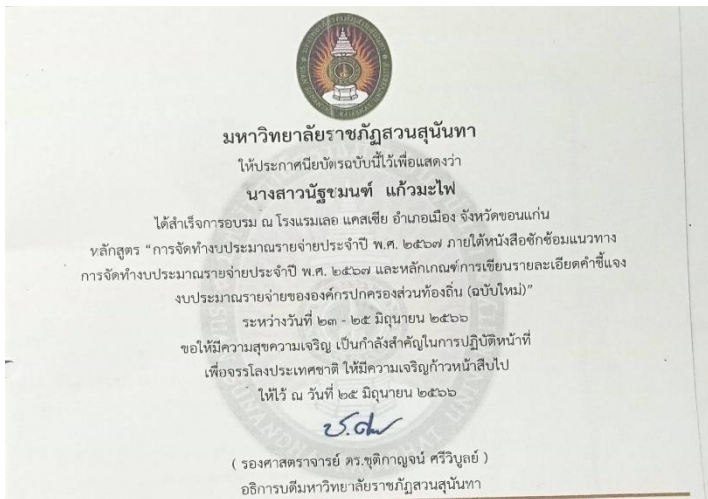 มหาวิทยาลัยราชภัฏสวนสุนันทา
ให้ประกาศนียบัตรฉบับนี้ไว้เพื่อแสดงว่า
นางสาวนัฐชมนฑ์ แก้วมะไฟ
ได้สำเร็จการอบรม ณ โรงแรมเลอ แคสเซีย อำเภอเมือง จังหวัดขอนแก่น
หลักสูตร “การจัดทำงบประมาณรายจ่ายประจำปี พ.ศ. ๒๕๖๗ ภายใต้หนังสือซักซ้อมแนวทาง
การจัดทำงบประมาณรายจ่ายประจำปี พ.ศ. ๒๕๖๗ และหลักเกณฑ์การเขียนรายละเอียดคำชี้แจง
งบประมาณรายจ่ายขององค์กรปกครองส่วนท้องถิ่น (ฉบับใหม่)”
ระหว่างวันที่ ๒๓ - ๒๕ มิถุนายน ๒๕๖๖
ขอให้มีความสุขความเจริญ เป็นกำลังสำคัญในการปฏิบัติหน้าที่
เพื่อจรรโลงประเทศชาติ ให้มีความเจริญก้าวหน้าสืบไป
ให้ไว้ ณ วันที่ ๒๕ มิถุนายน ๒๕๖๖
( รองศาสตราจารย์ ดร.ชุติกาญจน์ ศรีวิบูลย์ )
อธิการบดีมหาวิทยาลัยราชภัฏสวนสุนันทา